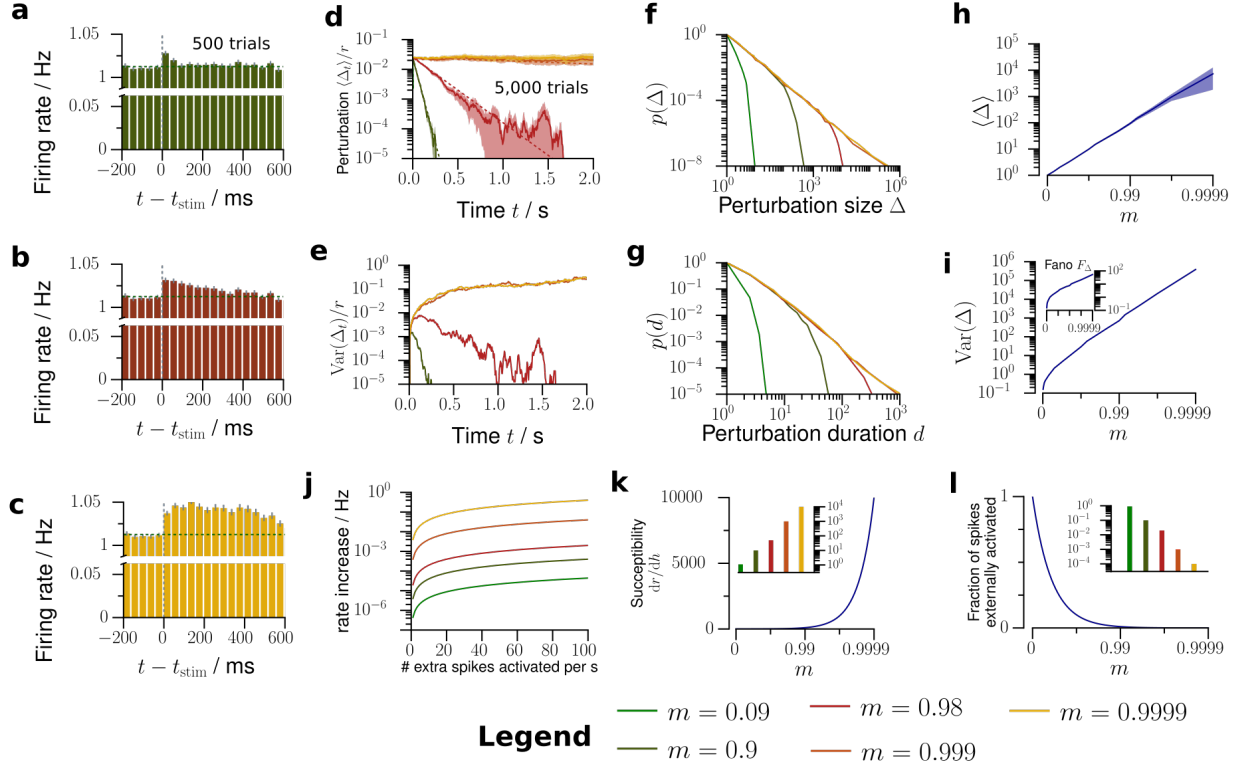 a
1.05
500 trials
1
0.05
0
−200
0
200
400
600
Firing rate / Hz
t − t_stim / ms
b
1.05
1
0.05
0
−200
0
200
400
600
Firing rate / Hz
t − t_stim / ms
c
1.05
1
0.05
0
−200
0
200
400
600
Firing rate / Hz
t − t_stim / ms
d
10^−1
10^−2
10^−3
10^−4
10^−5
5,000 trials
0.0
0.5
1.0
1.5
2.0
Perturbation ⟨Δ_t⟩/r
Time t / s
e
10^0
10^−1
10^−2
10^−3
10^−4
10^−5
0.0
0.5
1.0
1.5
2.0
Var(Δ_t)/r
Time t / s
f
10^0
10^−4
10^−8
10^0
10^3
10^6
p(Δ)
Perturbation size Δ
g
10^0
10^−1
10^−2
10^−3
10^−4
10^−5
10^0
10^1
10^2
10^3
p(d)
Perturbation duration d
h
10^5
10^4
10^3
10^2
10^1
10^0
0
0.99
0.9999
⟨Δ⟩
m
i
10^6
10^5
10^4
10^3
10^2
10^1
10^0
10^−1
Fano F_Δ
10^2
10^−1
0
0.9999
0
0.99
0.9999
Var(Δ)
m
j
10^0
10^−3
10^−6
0
20
40
60
80
100
rate increase / Hz
# extra spikes activated per s
k
10000
5000
0
10^4
10^3
10^2
10^1
10^0
0
0.99
0.9999
Succeptibility
dr/dh
m
l
1
0.5
0
10^0
10^−1
10^−2
10^−3
10^−4
0
0.99
0.9999
Fraction of spikes
externally activated
m
Legend
m = 0.09
m = 0.98
m = 0.9999
m = 0.9
m = 0.999